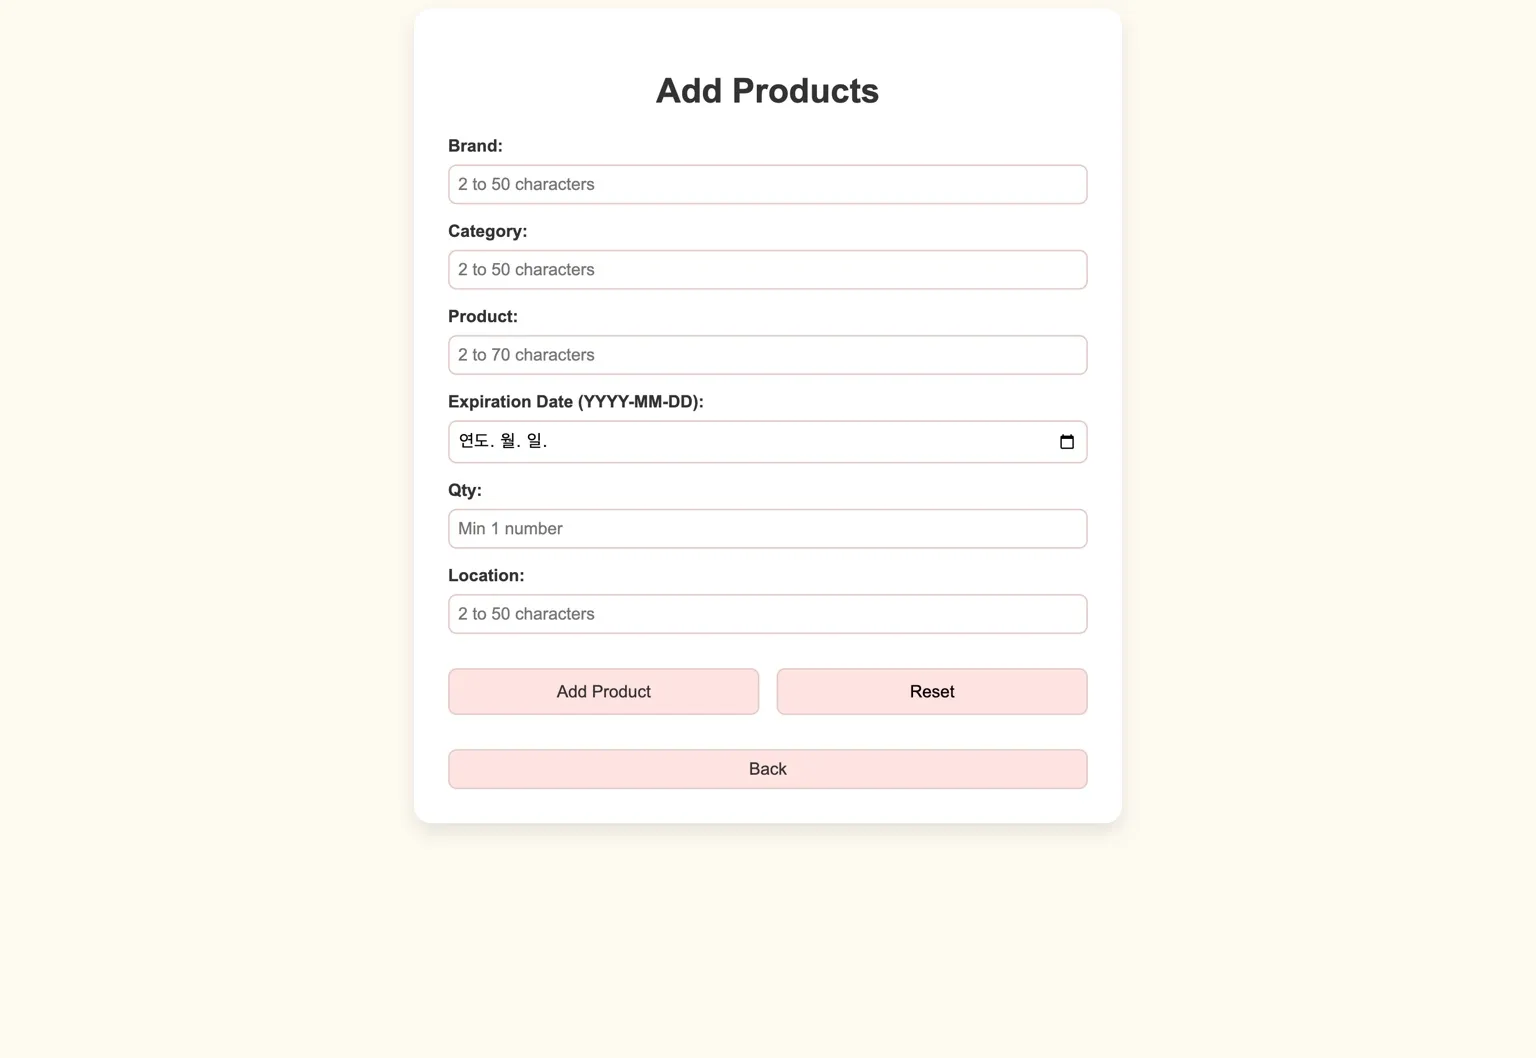 Add Products
Brand:
2 to 50 characters
Category:
2 to 50 characters
Product:
2 to 70 characters
Expiration Date (YYYY-MM-DD):
연도. 월. 일.
Qty:
Min 1 number
Location:
2 to 50 characters
Add Product Reset
Back